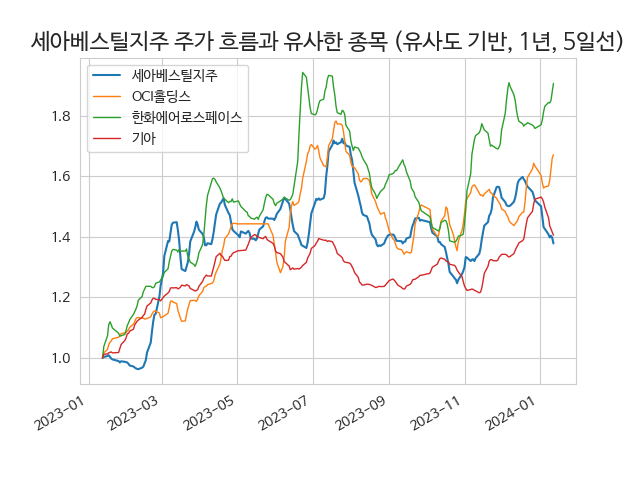 세아베스틸지주 주가 흐름과 유사한 종목 (유사도 기반, 1년, 5일선)
세아베스틸지주
OCI홀딩스
한화에어로스페이스
기아
1.8
1.6
1.4
1.2
1.0
2023-01
2023-03
2023-05
2023-07
2023-09
2023-11
2024-01